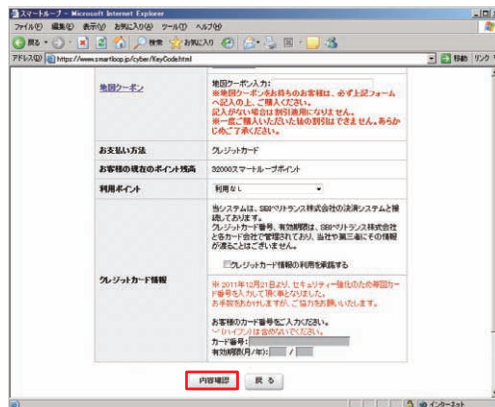 スマートループ - Microsoft Internet Explorer
ファイル(F) 編集(E) 表示(V) お気に入り(A) ツール(T) ヘルプ(H)
戻る 検索 お気に入り
アドレス(D) https://www.smartloop.jp/cyber/KeyCode.html 移動 リンク
地図クーポン
地図クーポン入力:
※地図クーポンをお持ちのお客様は、必ず上記フォームへ記入の上、ご購入ください。
記入がない場合は割引適用になりません。
※一度ご購入いただいた後の割引はできません。あらかじめご了承ください。
お支払い方法 クレジットカード
お客様の現在のポイント残高 32000スマートループポイント
利用ポイント 利用なし
クレジットカード情報
当システムは、SBIベリトランス株式会社の決済システムと接続しております。
クレジットカード番号、有効期限は、SBIベリトランス株式会社と各カード会社で管理されており、当社や第三者にその情報が渡ることはございません。
クレジットカード情報の利用を承諾する
※ 2011年12月21日より、セキュリティー強化のため毎回カード番号を入力して頂く事となりました。
お手数をおかけしますが、ご協力をお願いいたします。
お客様のカード番号をご入力ください。
'-'(ハイフン)は含めないでください。
カード番号:
有効期限(月/年): /
内容確認 戻る
インターネット